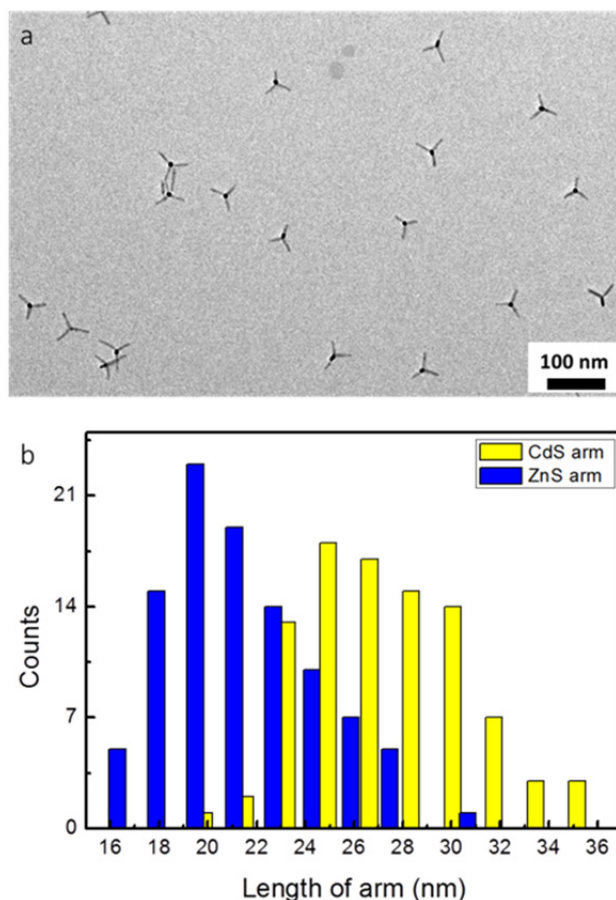 a
100 nm
b
CdS arm
ZnS arm
21
14
7
0
Counts
16 18 20 22 24 26 28 30 32 34 36
Length of arm (nm)